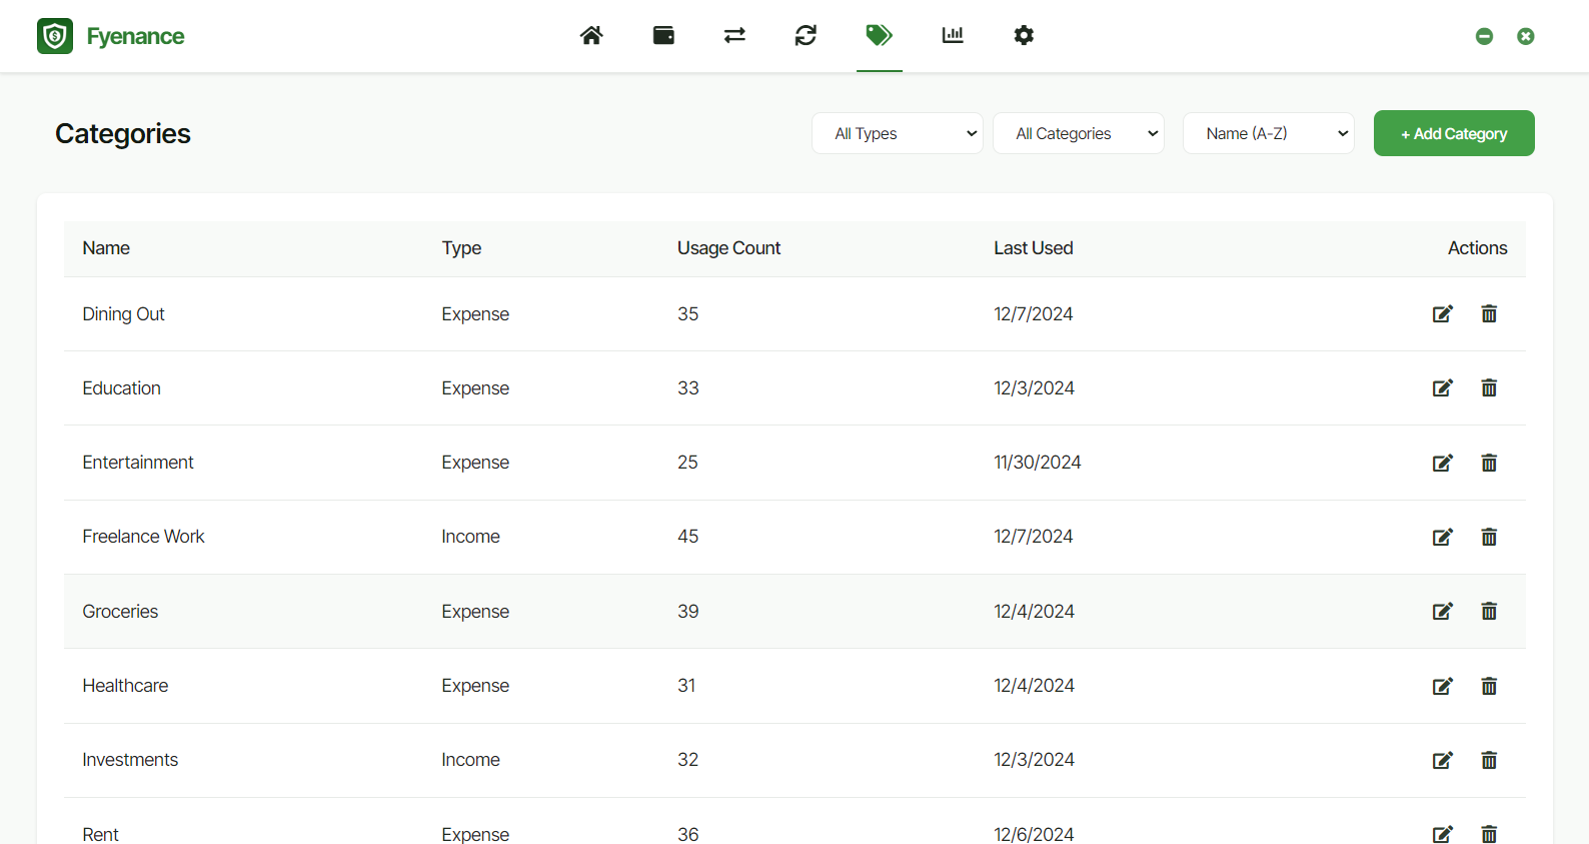 Fyenance
Categories
All Types
All Categories
Name (A-Z)
+ Add Category
Name Type Usage Count Last Used Actions
Dining Out Expense 35 12/7/2024
Education Expense 33 12/3/2024
Entertainment Expense 25 11/30/2024
Freelance Work Income 45 12/7/2024
Groceries Expense 39 12/4/2024
Healthcare Expense 31 12/4/2024
Investments Income 32 12/3/2024
Rent Expense 36 12/6/2024